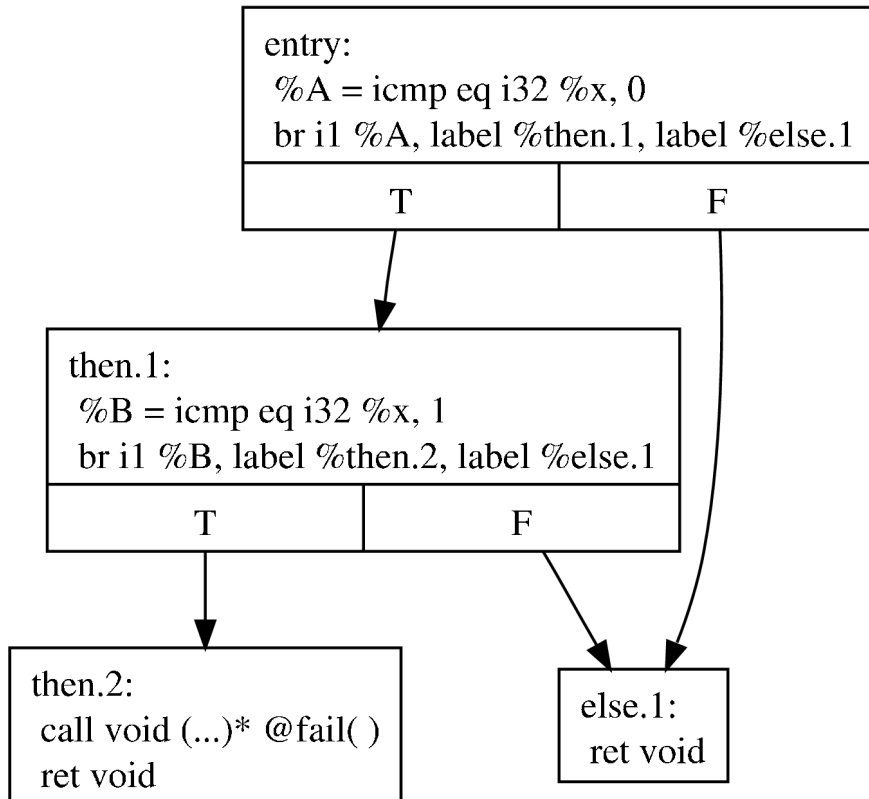 entry:
%A = icmp eq i32 %x, 0
br i1 %A, label %then.1, label %else.1
T
F
then.1:
%B = icmp eq i32 %x, 1
br i1 %B, label %then.2, label %else.1
T
F
then.2:
call void (...)* @fail( )
ret void
else.1:
ret void